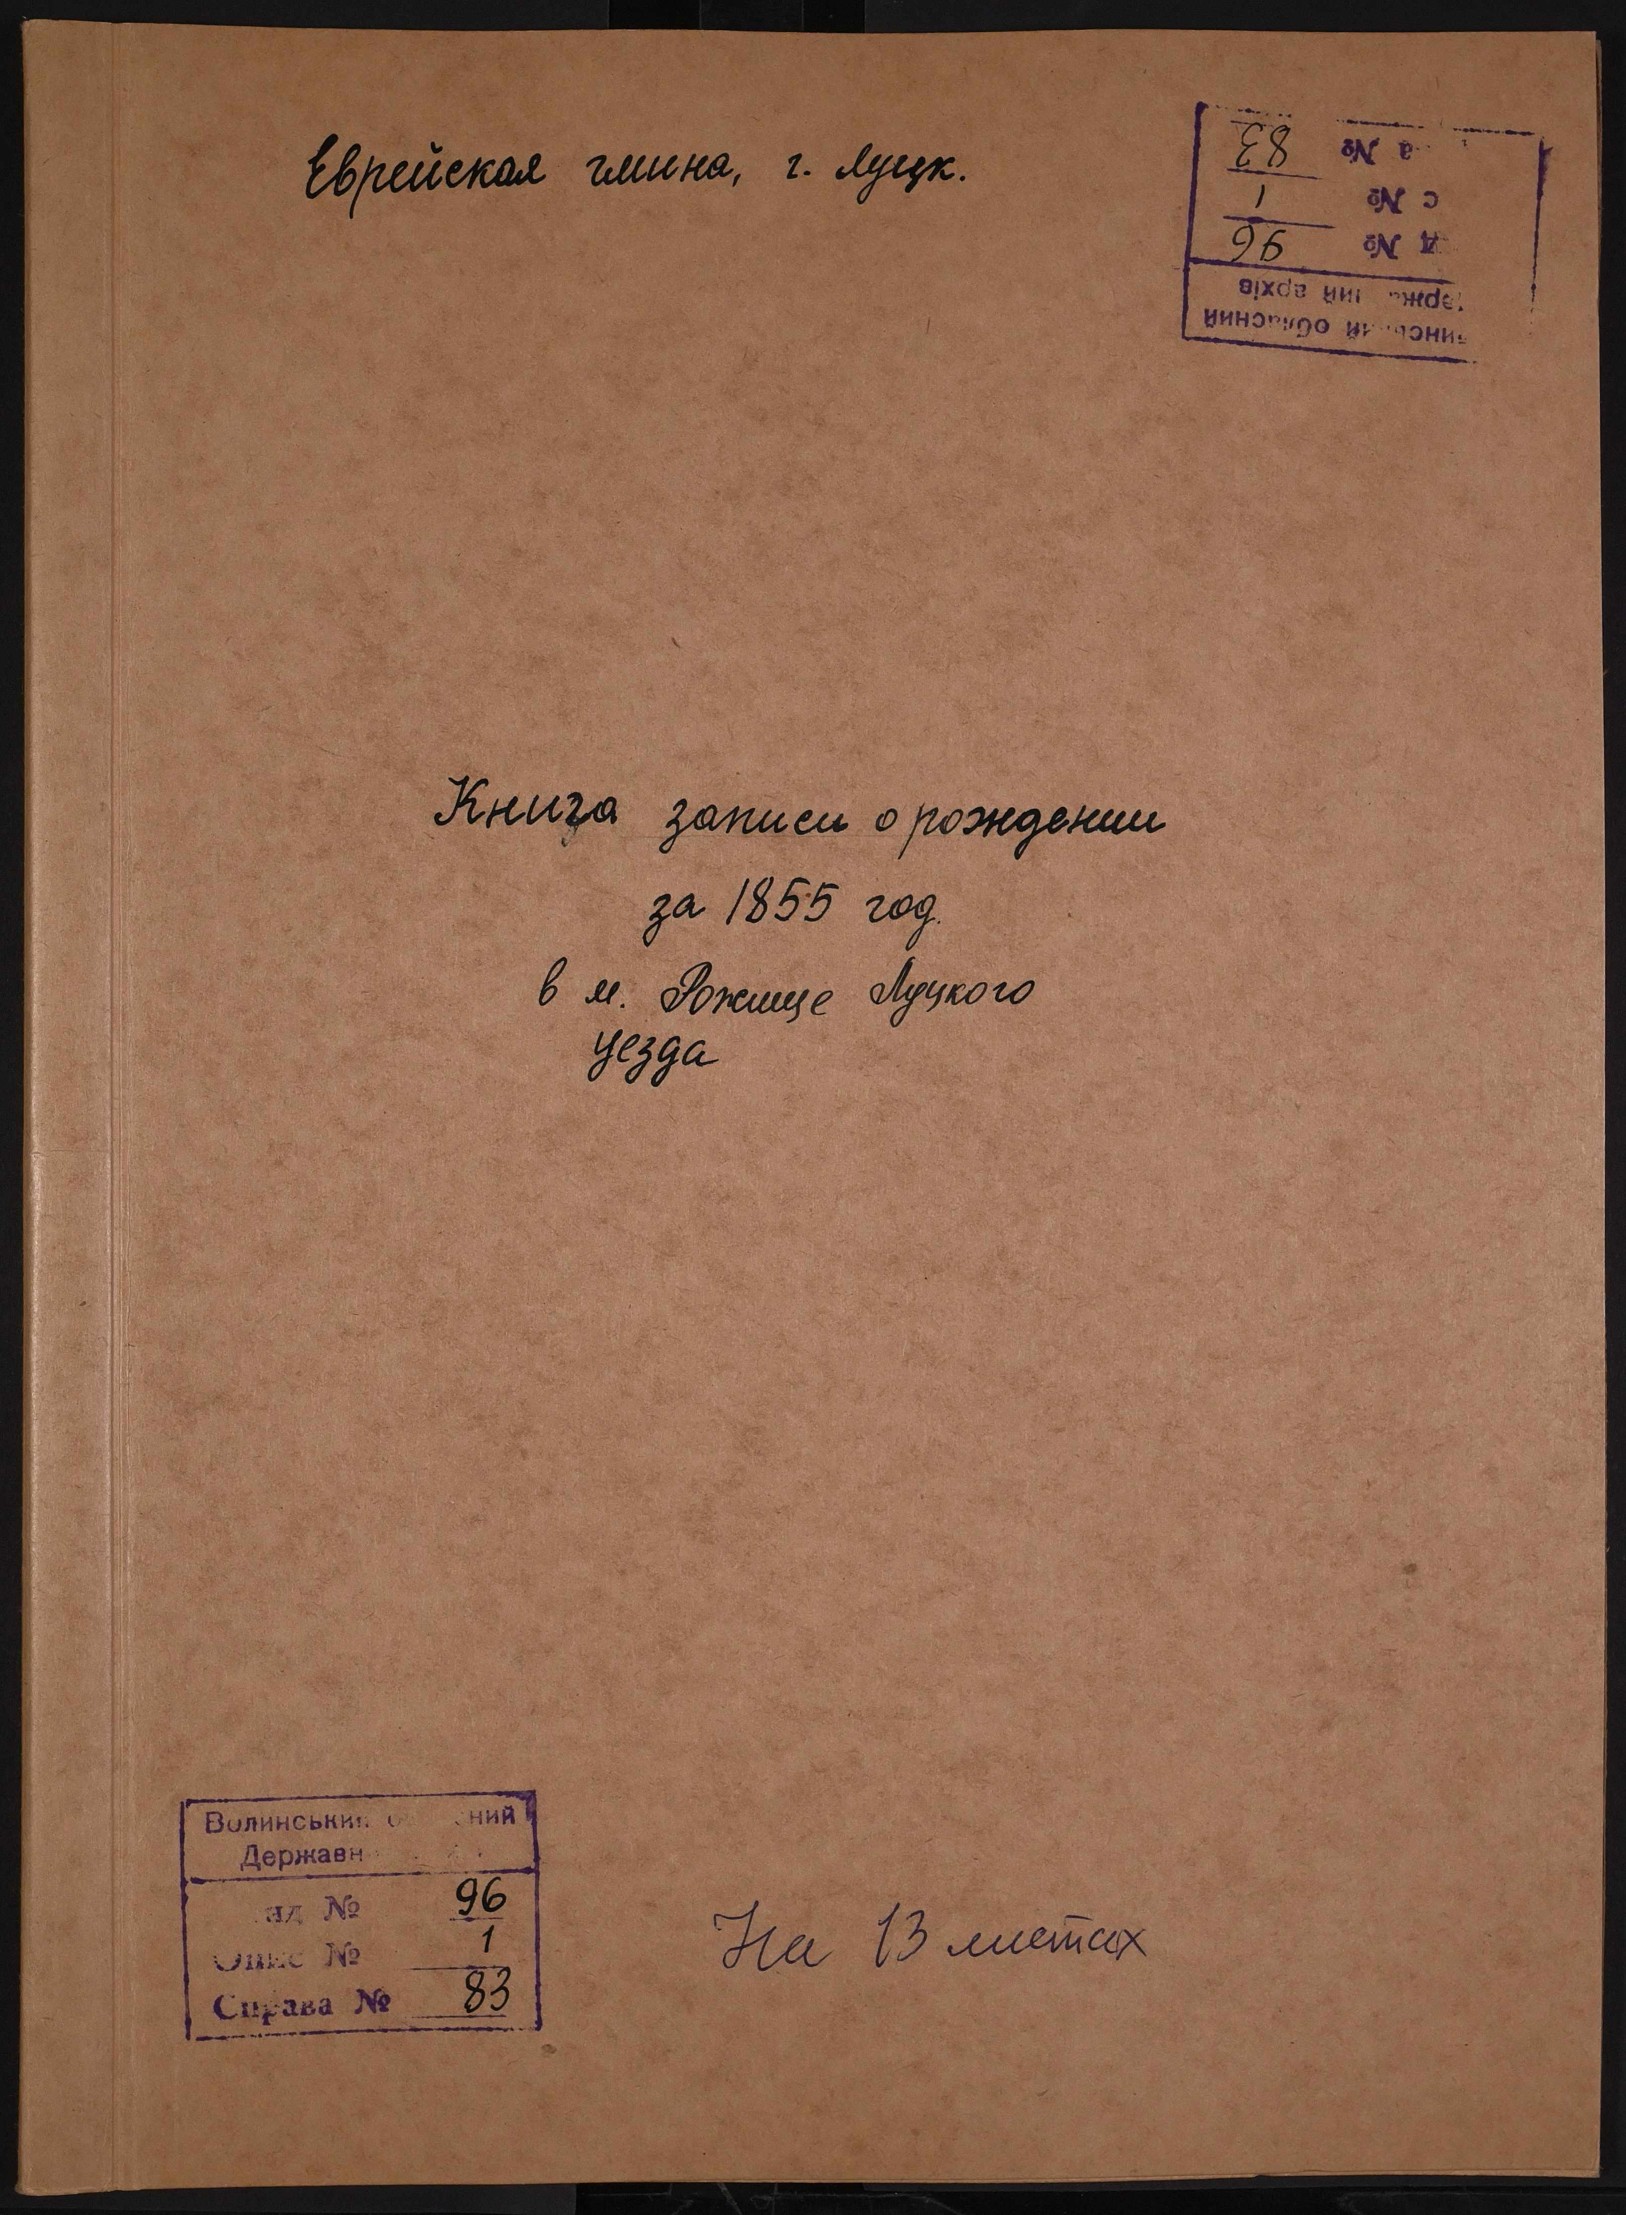 Еврейская гмина, г. Луцк.
а № 83
с № 1
д № 96
Книга записи о рождении
за 1855 год.
в м. Рожище Луцкого
уезда
Волинський
Державн
№ 96
Опис № 1
Справа № 83
На 13 листах